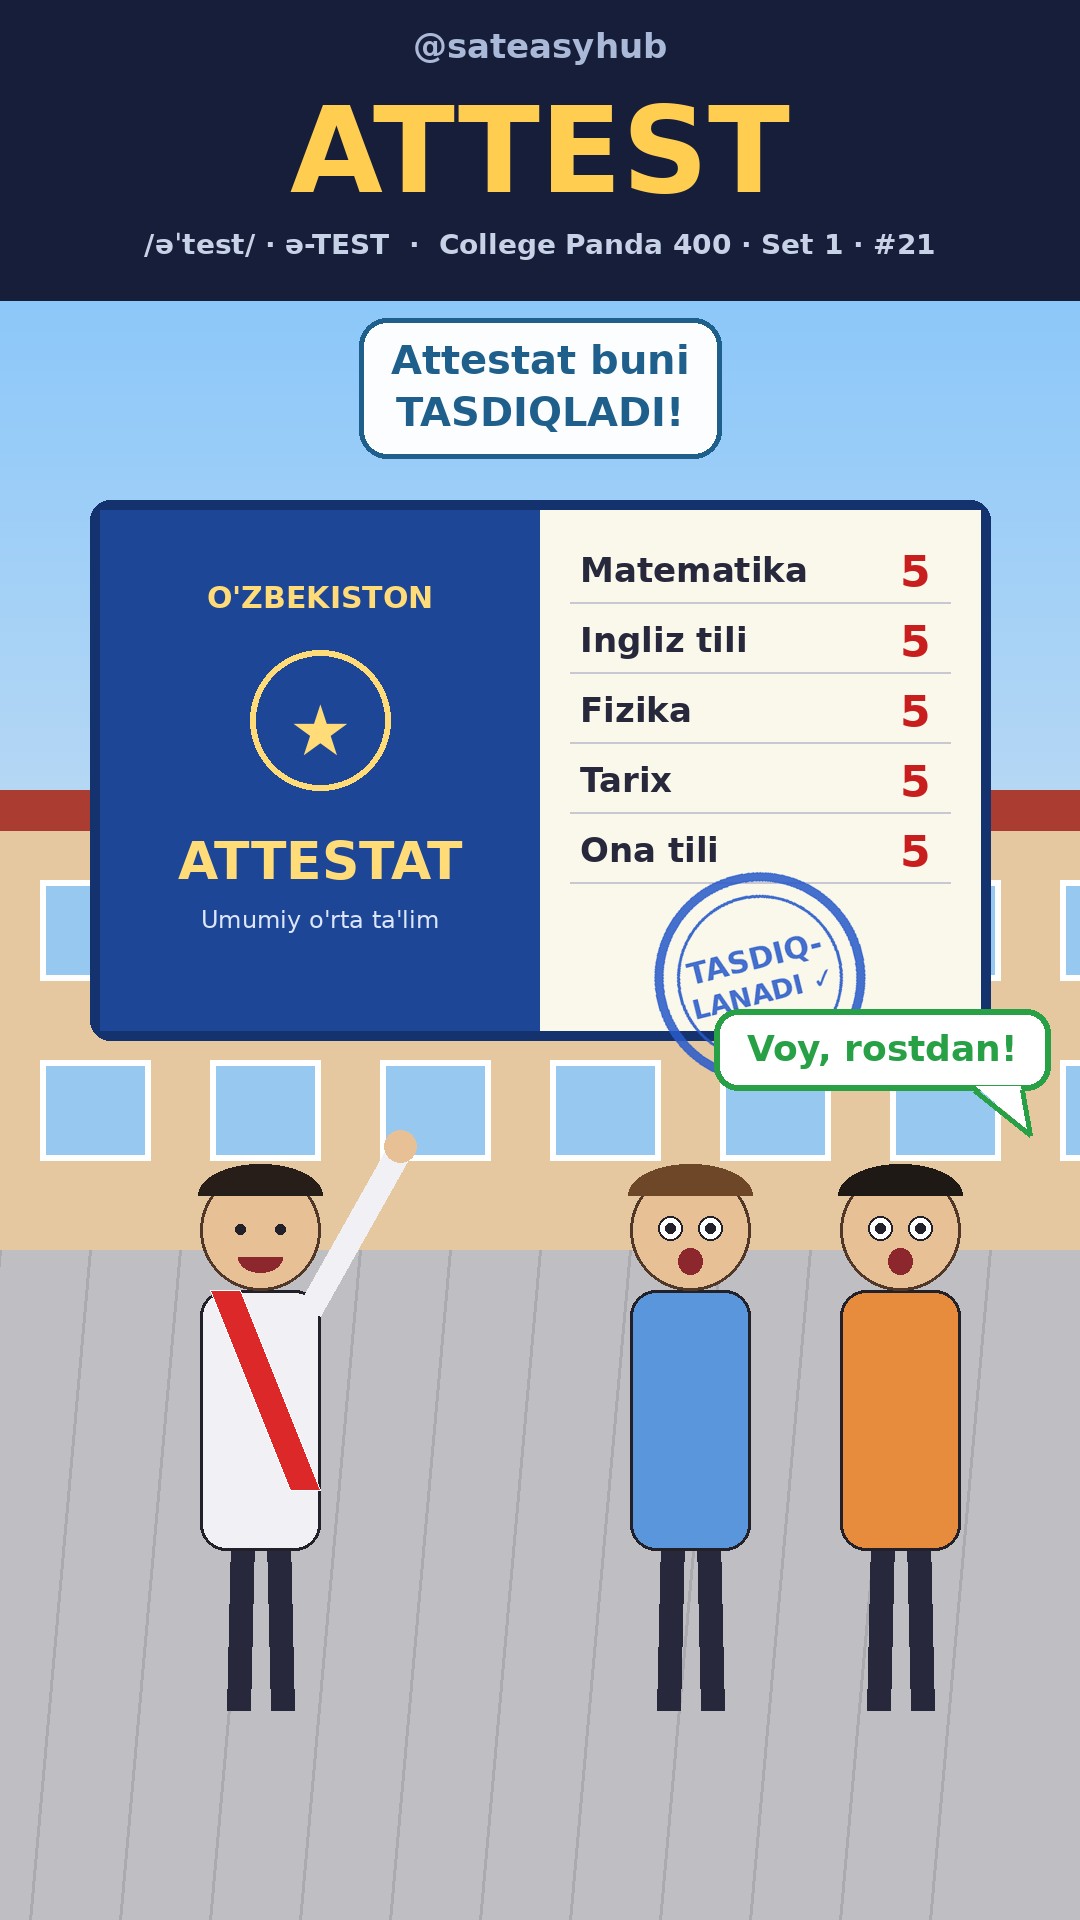 @sateasyhub
ATTEST
/əˈtest/ · ə-TEST · College Panda 400 · Set 1 · #21
Attestat buni
TASDIQLADI!
O'ZBEKISTON
ATTESTAT
Umumiy o'rta ta'lim
Matematika 5
Ingliz tili 5
Fizika 5
Tarix 5
Ona tili 5
TASDIQ-
LANADI ✓
Voy, rostdan!